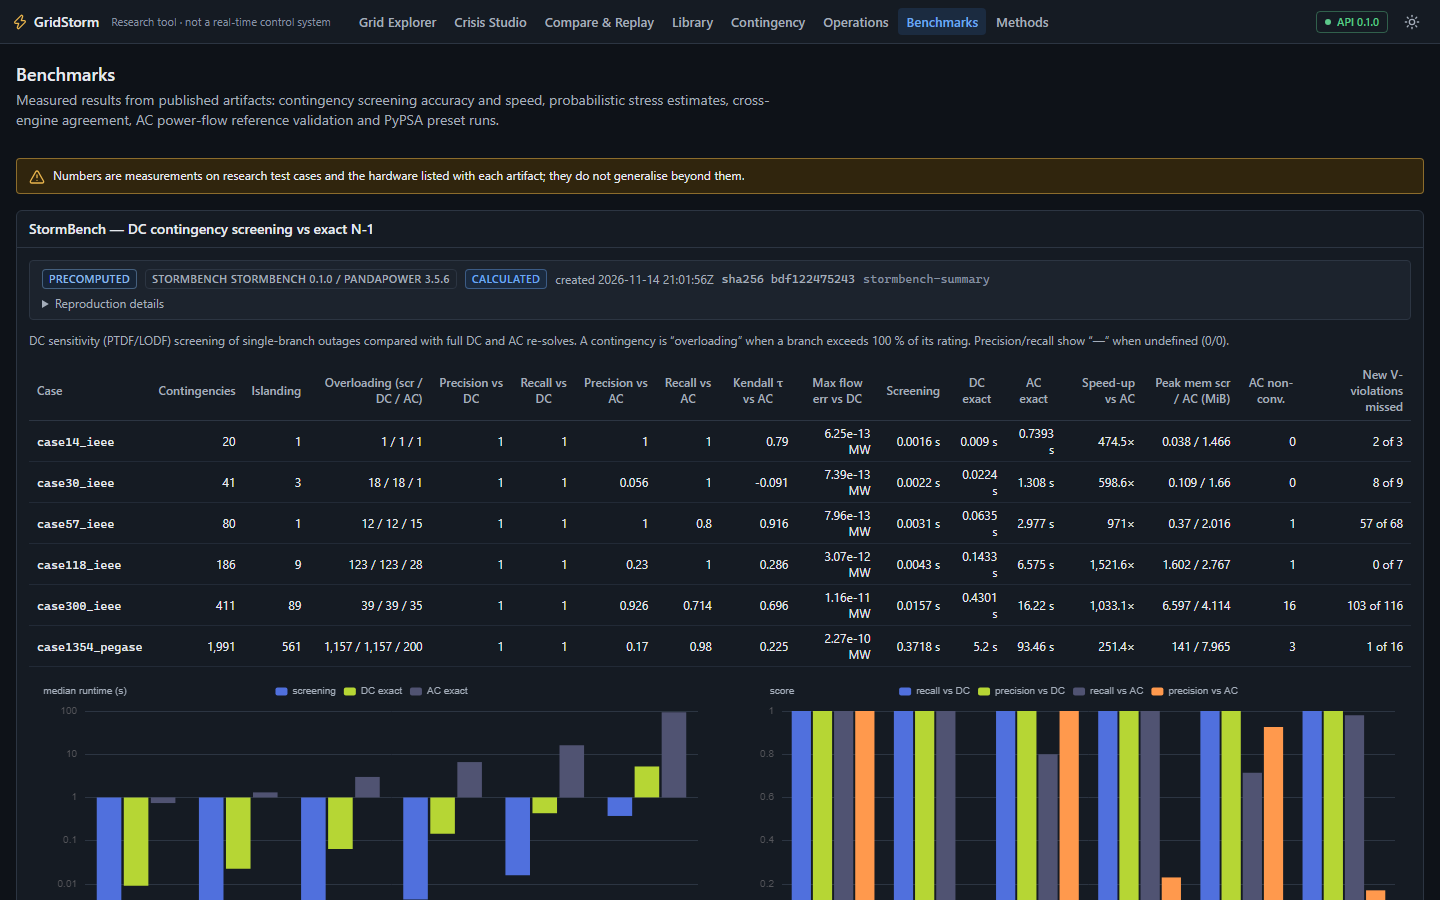 GridStorm Research tool · not a real-time control system Grid Explorer Crisis Studio Compare & Replay Library Contingency Operations Benchmarks Methods API 0.1.0
Benchmarks
Measured results from published artifacts: contingency screening accuracy and speed, probabilistic stress estimates, cross-
engine agreement, AC power-flow reference validation and PyPSA preset runs.
Numbers are measurements on research test cases and the hardware listed with each artifact; they do not generalise beyond them.
StormBench — DC contingency screening vs exact N-1
PRECOMPUTED STORMBENCH STORMBENCH 0.1.0 / PANDAPOWER 3.5.6 CALCULATED created 2026-11-14 21:01:56Z sha256 bdf122475243 stormbench-summary
Reproduction details
DC sensitivity (PTDF/LODF) screening of single-branch outages compared with full DC and AC re-solves. A contingency is “overloading” when a branch exceeds 100 % of its rating. Precision/recall show “—” when undefined (0/0).
Case Contingencies Islanding Overloading (scr / DC / AC) Precision vs DC Recall vs DC Precision vs AC Recall vs AC Kendall τ vs AC Max flow err vs DC Screening DC exact AC exact Speed-up vs AC Peak mem scr / AC (MiB) AC non-conv. New V-violations missed
case14_ieee 20 1 1 / 1 / 1 1 1 1 1 0.79 6.25e-13 MW 0.0016 s 0.009 s 0.7393 s 474.5× 0.038 / 1.466 0 2 of 3
case30_ieee 41 3 18 / 18 / 1 1 1 0.056 1 -0.091 7.39e-13 MW 0.0022 s 0.0224 s 1.308 s 598.6× 0.109 / 1.66 0 8 of 9
case57_ieee 80 1 12 / 12 / 15 1 1 1 0.8 0.916 7.96e-13 MW 0.0031 s 0.0635 s 2.977 s 971× 0.37 / 2.016 1 57 of 68
case118_ieee 186 9 123 / 123 / 28 1 1 0.23 1 0.286 3.07e-12 MW 0.0043 s 0.1433 s 6.575 s 1,521.6× 1.602 / 2.767 1 0 of 7
case300_ieee 411 89 39 / 39 / 35 1 1 0.926 0.714 0.696 1.16e-11 MW 0.0157 s 0.4301 s 16.22 s 1,033.1× 6.597 / 4.114 16 103 of 116
case1354_pegase 1,991 561 1,157 / 1,157 / 200 1 1 0.17 0.98 0.225 2.27e-10 MW 0.3718 s 5.2 s 93.46 s 251.4× 141 / 7.965 3 1 of 16
median runtime (s) screening DC exact AC exact
100
10
1
0.1
0.01
score recall vs DC precision vs DC recall vs AC precision vs AC
1
0.8
0.6
0.4
0.2